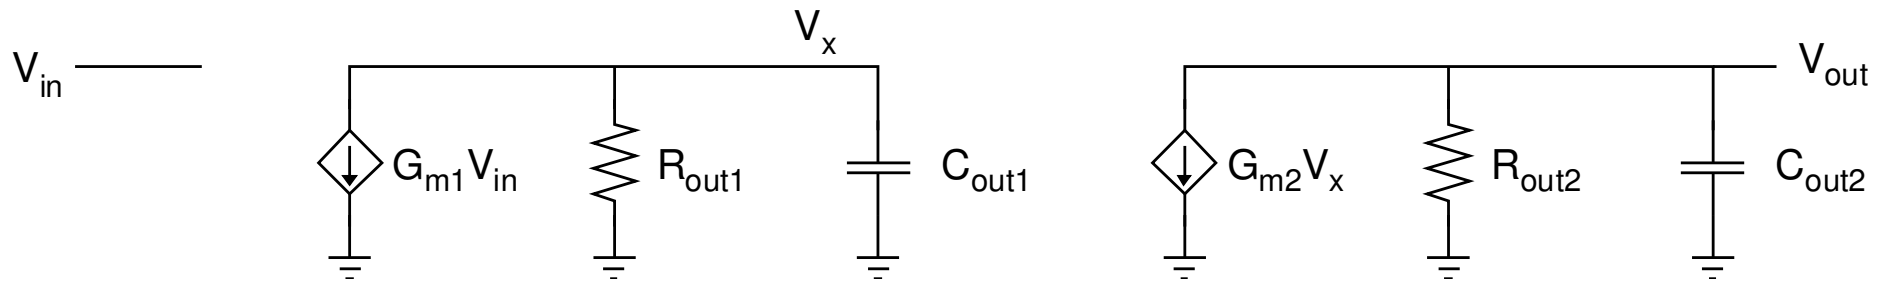 V_x
V_in
V_out
G_m1V_in
R_out1
C_out1
G_m2V_x
R_out2
C_out2